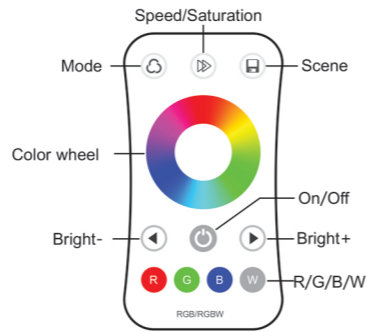 Speed/Saturation
Mode
Scene
Color wheel
On/Off
Bright-
Bright+
R G B W
R/G/B/W
RGB/RGBW